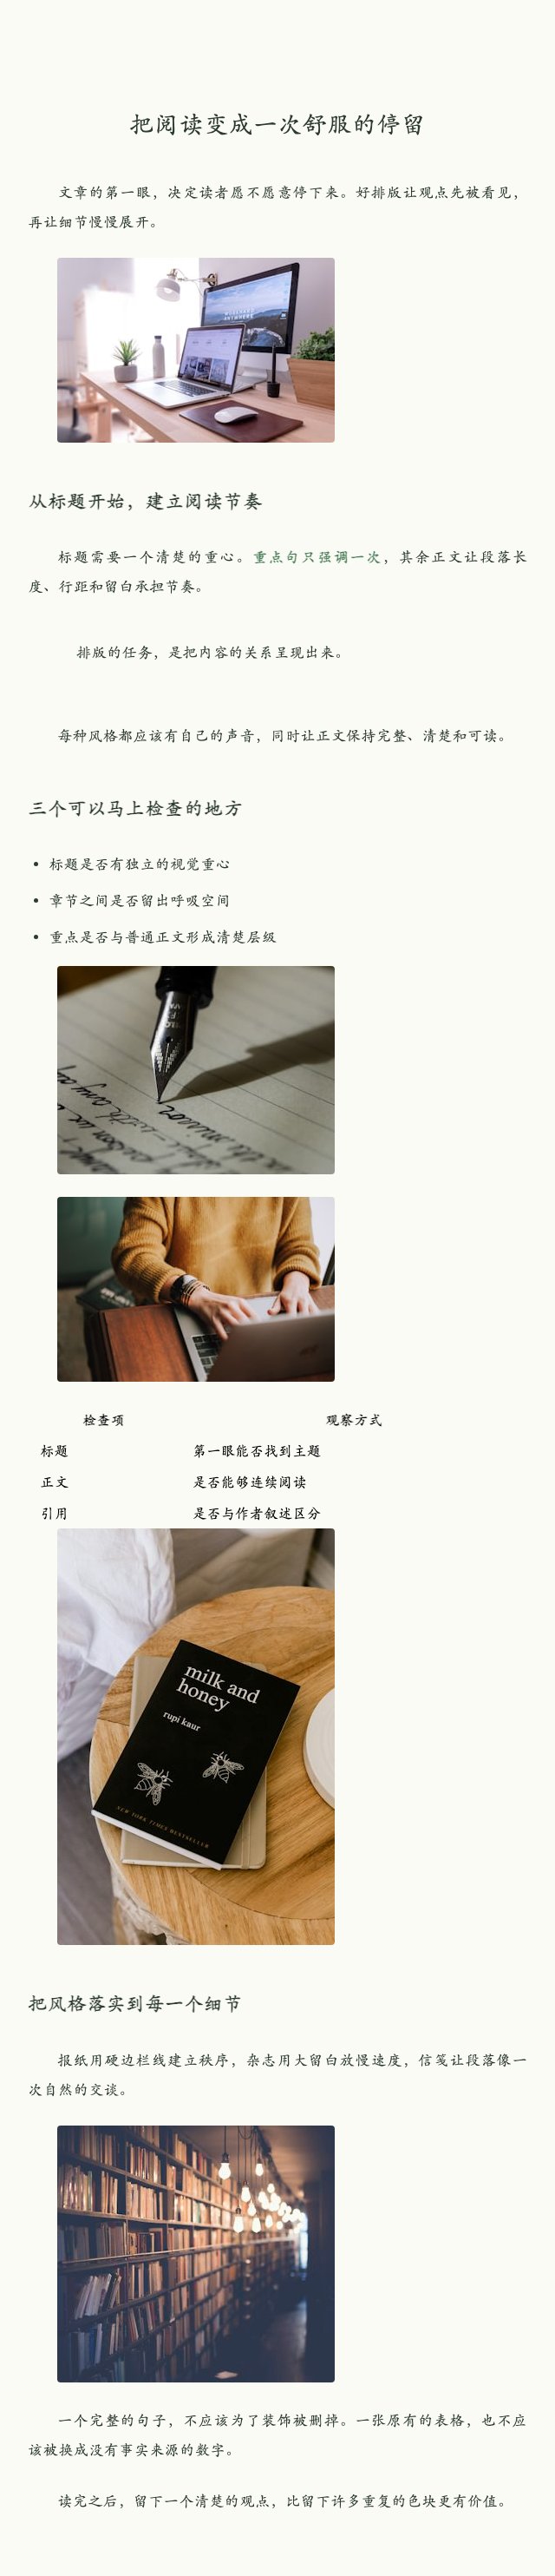 把阅读变成一次舒服的停留
文章的第一眼，决定读者愿不愿意停下来。好排版让观点先被看见，
再让细节慢慢展开。
从标题开始，建立阅读节奏
标题需要一个清楚的重心。重点句只强调一次，其余正文让段落长
度、行距和留白承担节奏。
排版的任务，是把内容的关系呈现出来。
每种风格都应该有自己的声音，同时让正文保持完整、清楚和可读。
三个可以马上检查的地方
• 标题是否有独立的视觉重心
• 章节之间是否留出呼吸空间
• 重点是否与普通正文形成清楚层级
检查项 观察方式
标题 第一眼能否找到主题
正文 是否能够连续阅读
引用 是否与作者叙述区分
milk and
honey
rupi kaur
NEW YORK TIMES BESTSELLER
把风格落实到每一个细节
报纸用硬边栏线建立秩序，杂志用大留白放慢速度，信笺让段落像一
次自然的交谈。
一个完整的句子，不应该为了装饰被删掉。一张原有的表格，也不应
该被换成没有事实来源的数字。
读完之后，留下一个清楚的观点，比留下许多重复的色块更有价值。